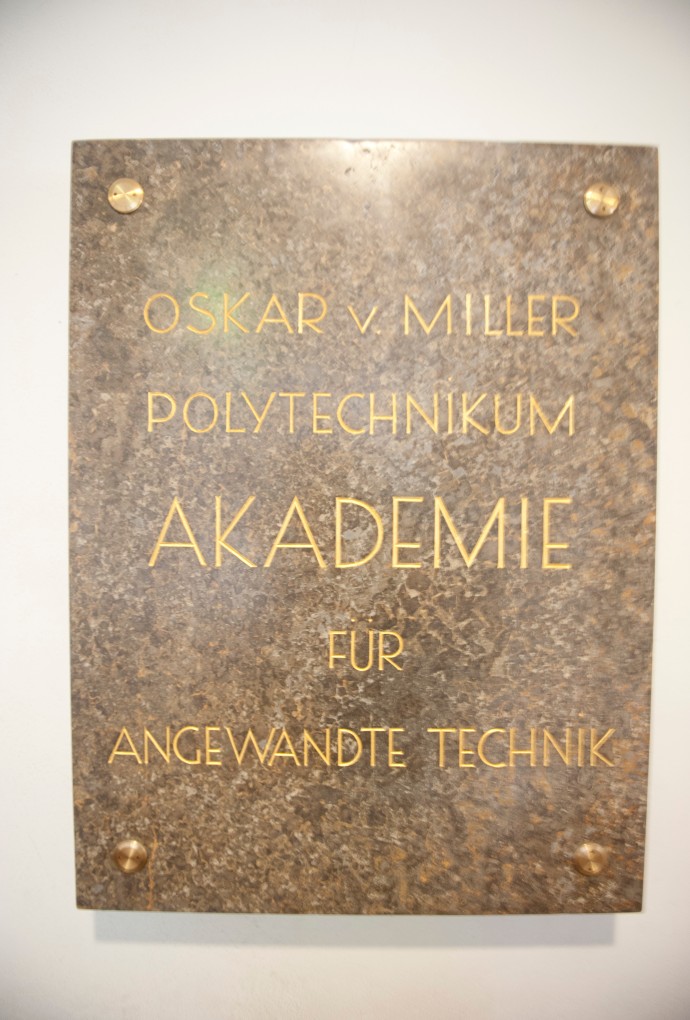 OSKAR v. MILLER
POLYTECHNIKUM
AKADEMIE
FÜR
ANGEWANDTE TECHNIK